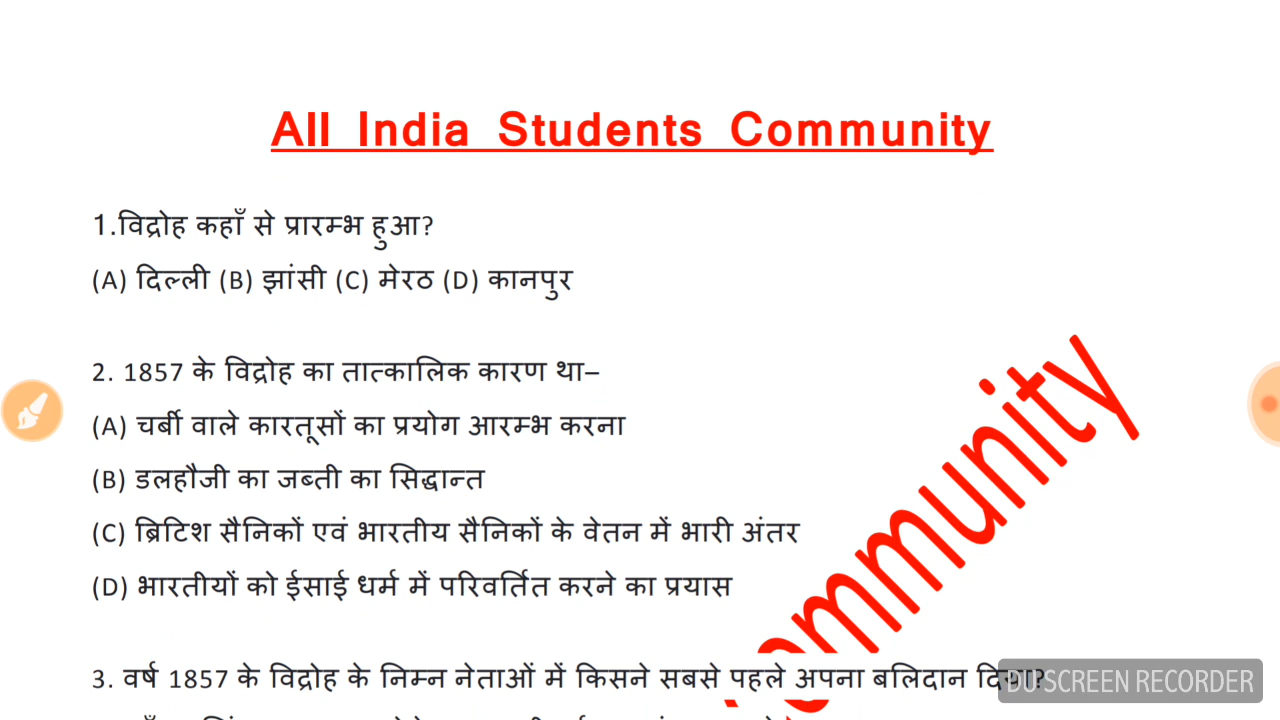 All India Students Community
1.विद्रोह कहाँ से प्रारम्भ हुआ?
(A) दिल्ली (B) झांसी (C) मेरठ (D) कानपुर
2. 1857 के विद्रोह का तात्कालिक कारण था–
(A) चर्बी वाले कारतूसों का प्रयोग आरम्भ करना
(B) डलहौजी का जब्ती का सिद्धान्त
(C) ब्रिटिश सैनिकों एवं भारतीय सैनिकों के वेतन में भारी अंतर
(D) भारतीयों को ईसाई धर्म में परिवर्तित करने का प्रयास
3. वर्ष 1857 के विद्रोह के निम्न नेताओं में किसने सबसे पहले अपना बलिदान दिया?
DU SCREEN RECORDER